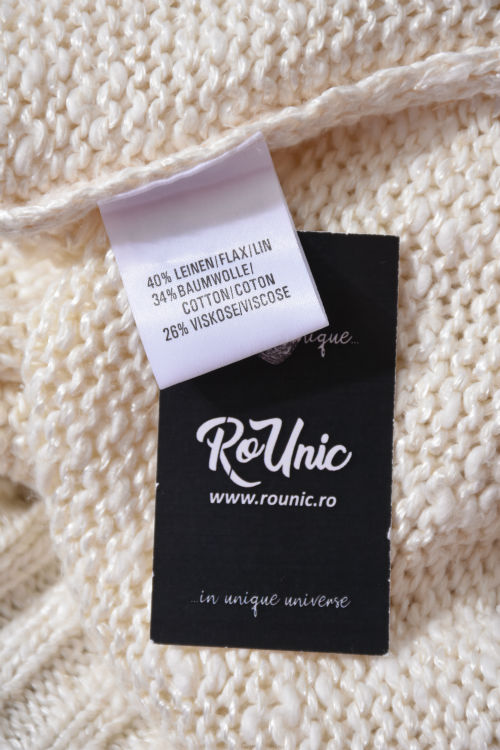 40% LEINEN/FLAX/LIN
34% BAUMWOLLE/
COTTON/COTON
26% VISKOSE/VISCOSE
RoUnic
www.rounic.ro
...in unique universe